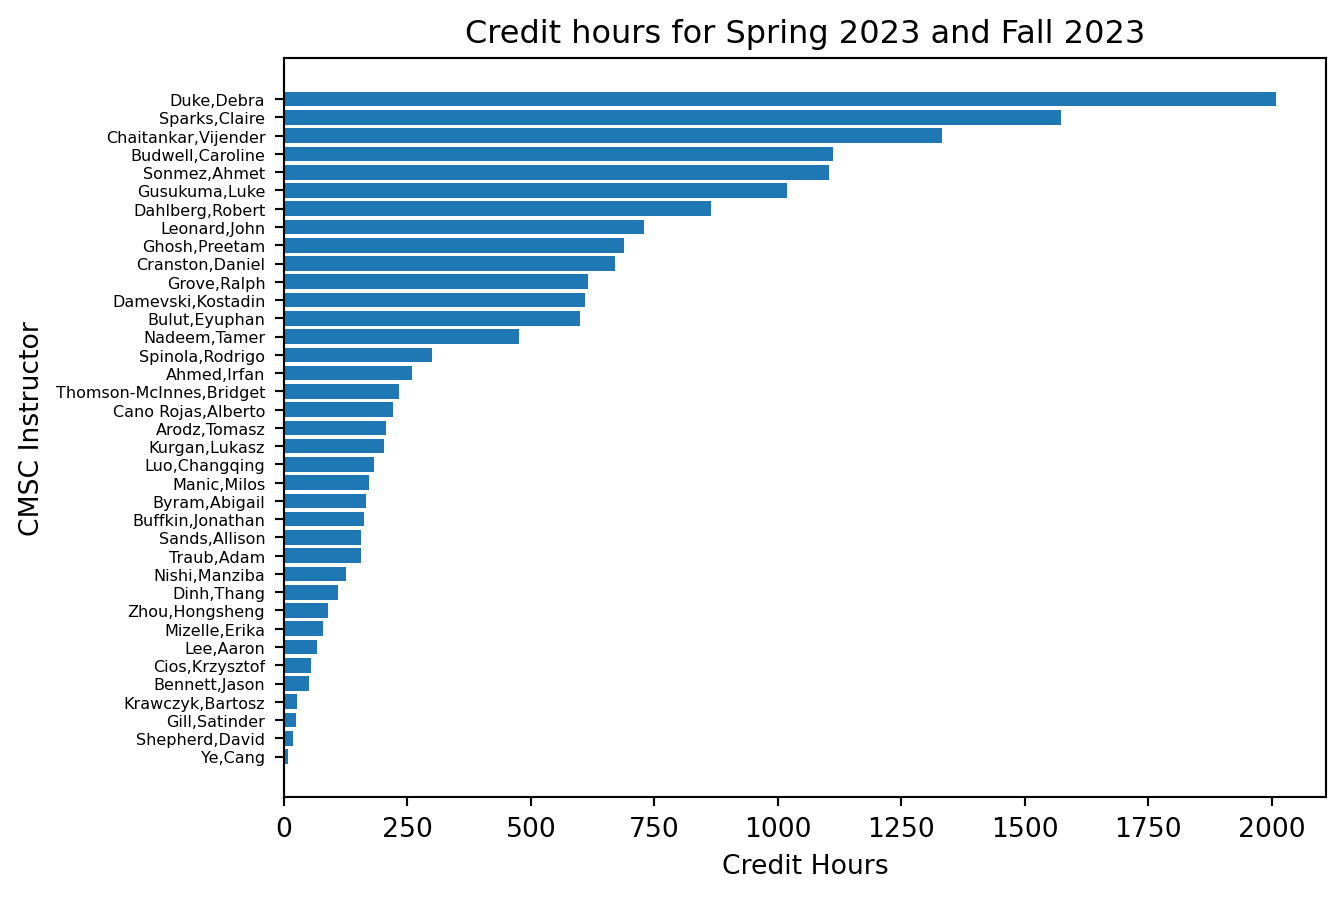 Credit hours for Spring 2023 and Fall 2023
Duke,Debra
Sparks,Claire
Chaitankar,Vijender
Budwell,Caroline
Sonmez,Ahmet
Gusukuma,Luke
Dahlberg,Robert
Leonard,John
Ghosh,Preetam
Cranston,Daniel
Grove,Ralph
Damevski,Kostadin
Bulut,Eyuphan
Nadeem,Tamer
Spinola,Rodrigo
Ahmed,Irfan
Thomson-McInnes,Bridget
Cano Rojas,Alberto
Arodz,Tomasz
Kurgan,Lukasz
Luo,Changqing
Manic,Milos
Byram,Abigail
Buffkin,Jonathan
Sands,Allison
Traub,Adam
Nishi,Manziba
Dinh,Thang
Zhou,Hongsheng
Mizelle,Erika
Lee,Aaron
Cios,Krzysztof
Bennett,Jason
Krawczyk,Bartosz
Gill,Satinder
Shepherd,David
Ye,Cang
CMSC Instructor
0 250 500 750 1000 1250 1500 1750 2000
Credit Hours